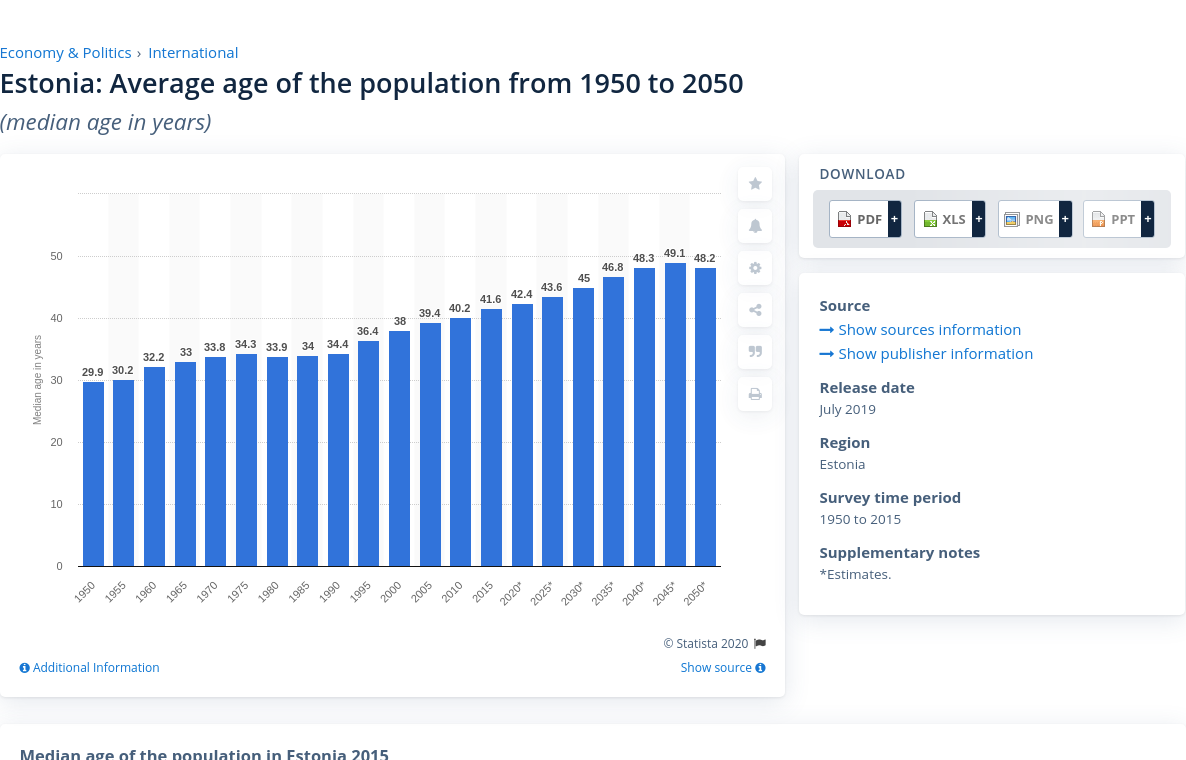 Economy & Politics › International
Estonia: Average age of the population from 1950 to 2050
(median age in years)
Median age in years
50
40
30
20
10
0
29.9 30.2 32.2 33 33.8 34.3 33.9 34 34.4 36.4 38 39.4 40.2 41.6 42.4 43.6 45 46.8 48.3 49.1 48.2
1950 1955 1960 1965 1970 1975 1980 1985 1990 1995 2000 2005 2010 2015 2020* 2025* 2030* 2035* 2040* 2045* 2050*
© Statista 2020
Additional Information
Show source
DOWNLOAD
PDF + XLS + PNG + PPT +
Source
Show sources information
Show publisher information
Release date
July 2019
Region
Estonia
Survey time period
1950 to 2015
Supplementary notes
*Estimates.
Median age of the population in Estonia 2015